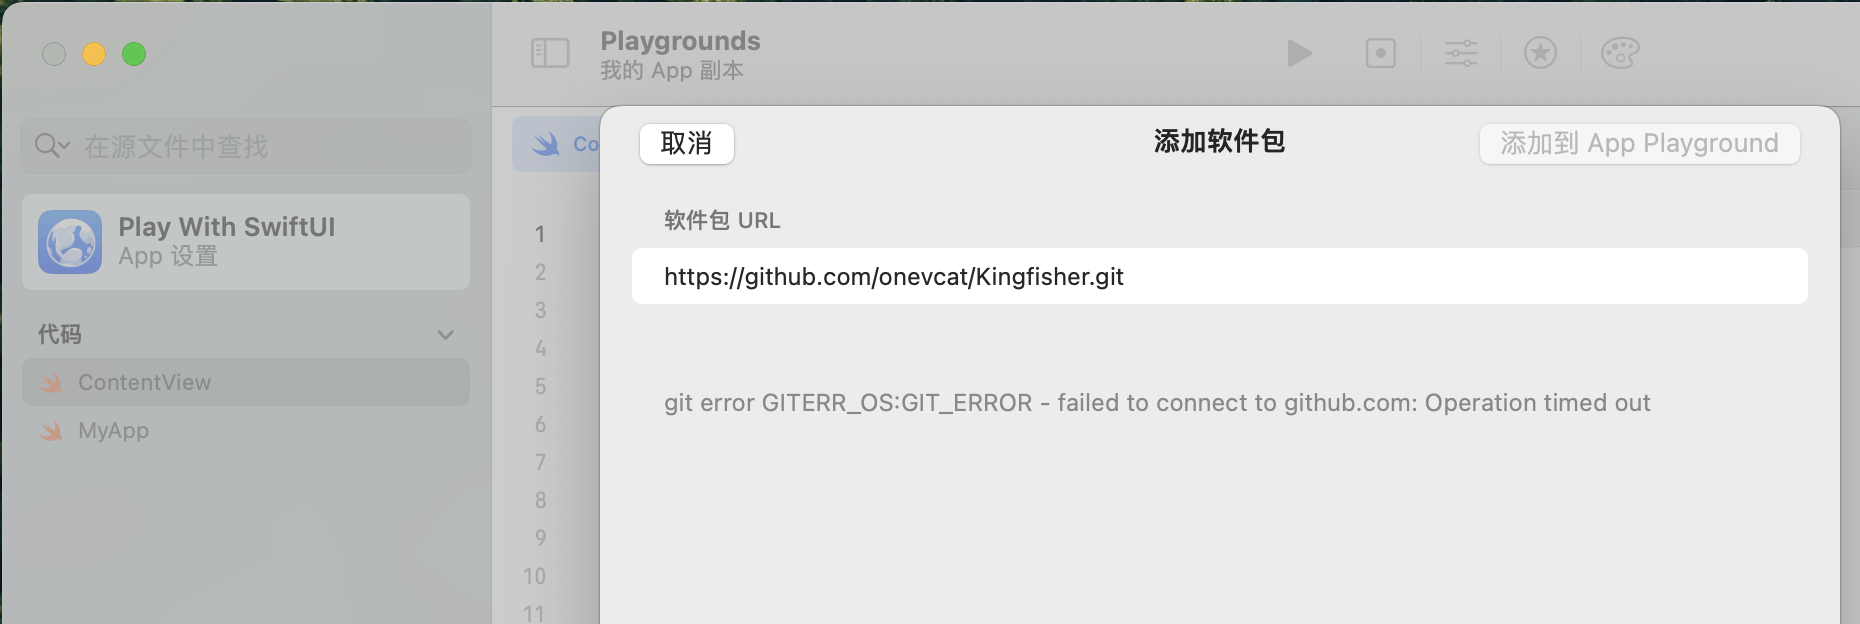 Playgrounds
我的 App 副本
在源文件中查找
Play With SwiftUI
App 设置
代码
ContentView
MyApp
Co
1
2
3
4
5
6
7
8
9
10
11
取消
添加软件包
添加到 App Playground
软件包 URL
https://github.com/onevcat/Kingfisher.git
git error GITERR_OS:GIT_ERROR - failed to connect to github.com: Operation timed out